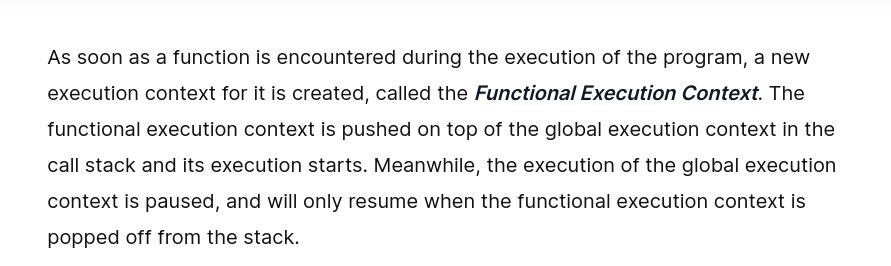 As soon as a function is encountered during the execution of the program, a new
execution context for it is created, called the Functional Execution Context. The
functional execution context is pushed on top of the global execution context in the
call stack and its execution starts. Meanwhile, the execution of the global execution
context is paused, and will only resume when the functional execution context is
popped off from the stack.